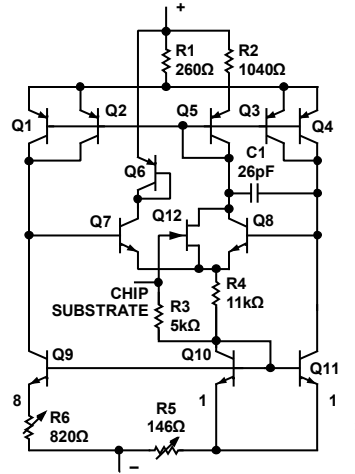 +
R1
260Ω
R2
1040Ω
Q1
Q2
Q5
Q3
Q4
C1
26pF
Q6
Q7
Q12
Q8
CHIP
SUBSTRATE
R3
5kΩ
R4
11kΩ
Q9
Q10
Q11
8
1
1
R6
820Ω
R5
146Ω
−